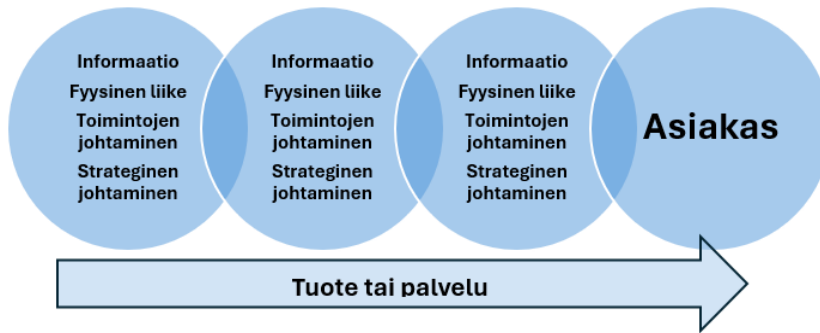 Informaatio
Fyysinen liike
Toimintojen
johtaminen
Strateginen
johtaminen
Informaatio
Fyysinen liike
Toimintojen
johtaminen
Strateginen
johtaminen
Informaatio
Fyysinen liike
Toimintojen
johtaminen
Strateginen
johtaminen
Asiakas
Tuote tai palvelu